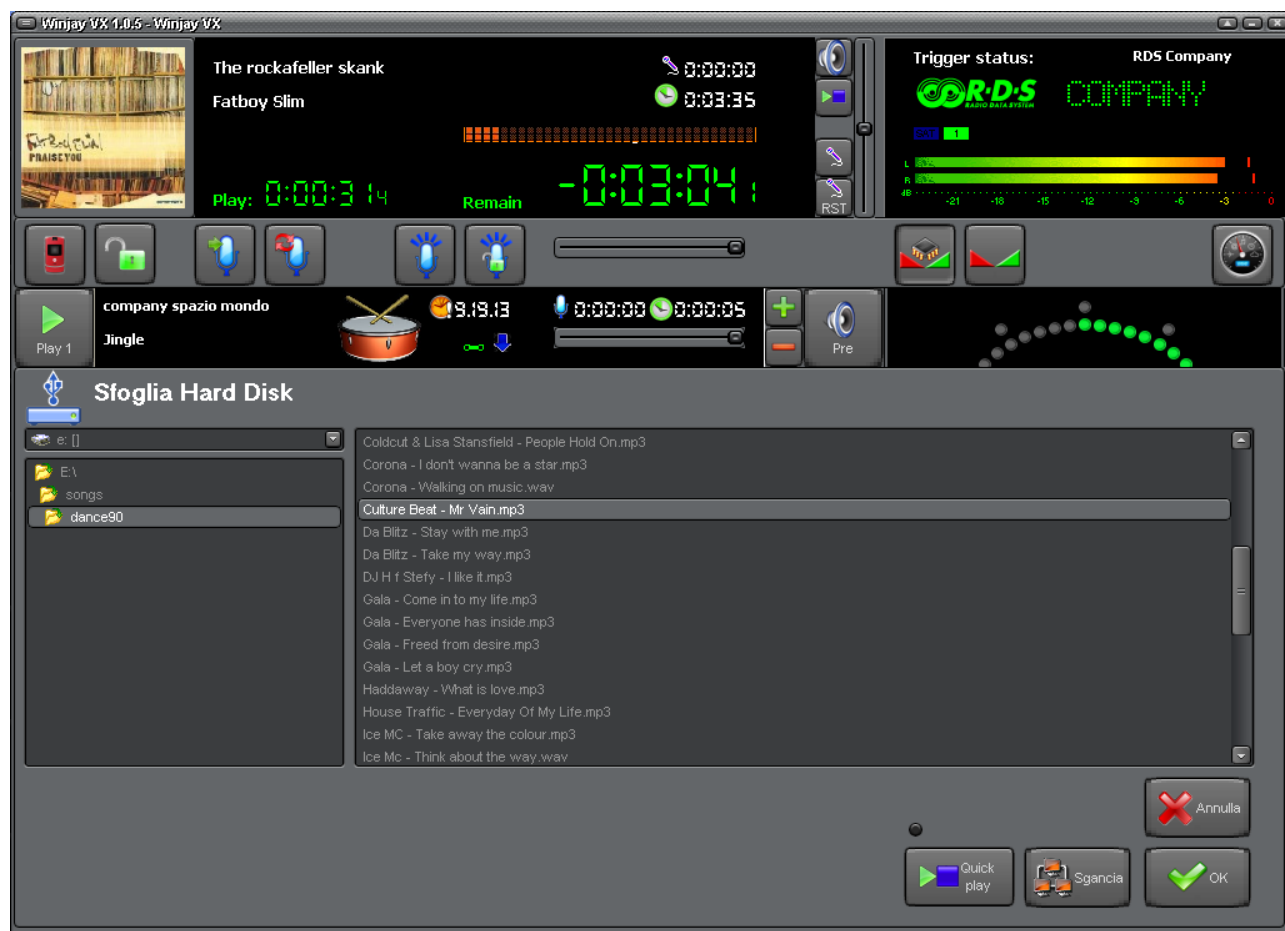 Winjay VX 1.0.5 - Winjay VX
The rockafeller skank
0:00:00
Fatboy Slim
0:03:35
FATBOY SLIM
PRAISE YOU
Play: 0:00:314
Remain -0:03:041
RST
Trigger status:
RDS Company
R·D·S
RADIO DATA SYSTEM
COMPANY
1
L
R
dB -21 -18 -15 -12 -9 -6 -3 0
Play 1
company spazio mondo
9.19.13
0:00:00
0:00:05
Jingle
Pre
Sfoglia Hard Disk
e: []
E:\
songs
dance90
Coldcut & Lisa Stansfield - People Hold On.mp3
Corona - I don't wanna be a star.mp3
Corona - Walking on music.wav
Culture Beat - Mr Vain.mp3
Da Blitz - Stay with me.mp3
Da Blitz - Take my way.mp3
DJ H f Stefy - I like it.mp3
Gala - Come in to my life.mp3
Gala - Everyone has inside.mp3
Gala - Freed from desire.mp3
Gala - Let a boy cry.mp3
Haddaway - What is love.mp3
House Traffic - Everyday Of My Life.mp3
Ice MC - Take away the colour.mp3
Ice Mc - Think about the way.wav
Annulla
Quick play
Sgancia
OK